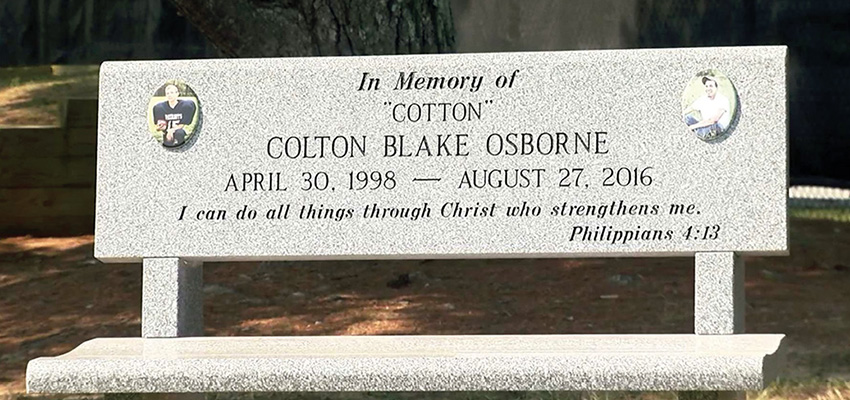 In Memory of
"COTTON"
COLTON BLAKE OSBORNE
APRIL 30, 1998 — AUGUST 27, 2016
I can do all things through Christ who strengthens me.
Philippians 4:13